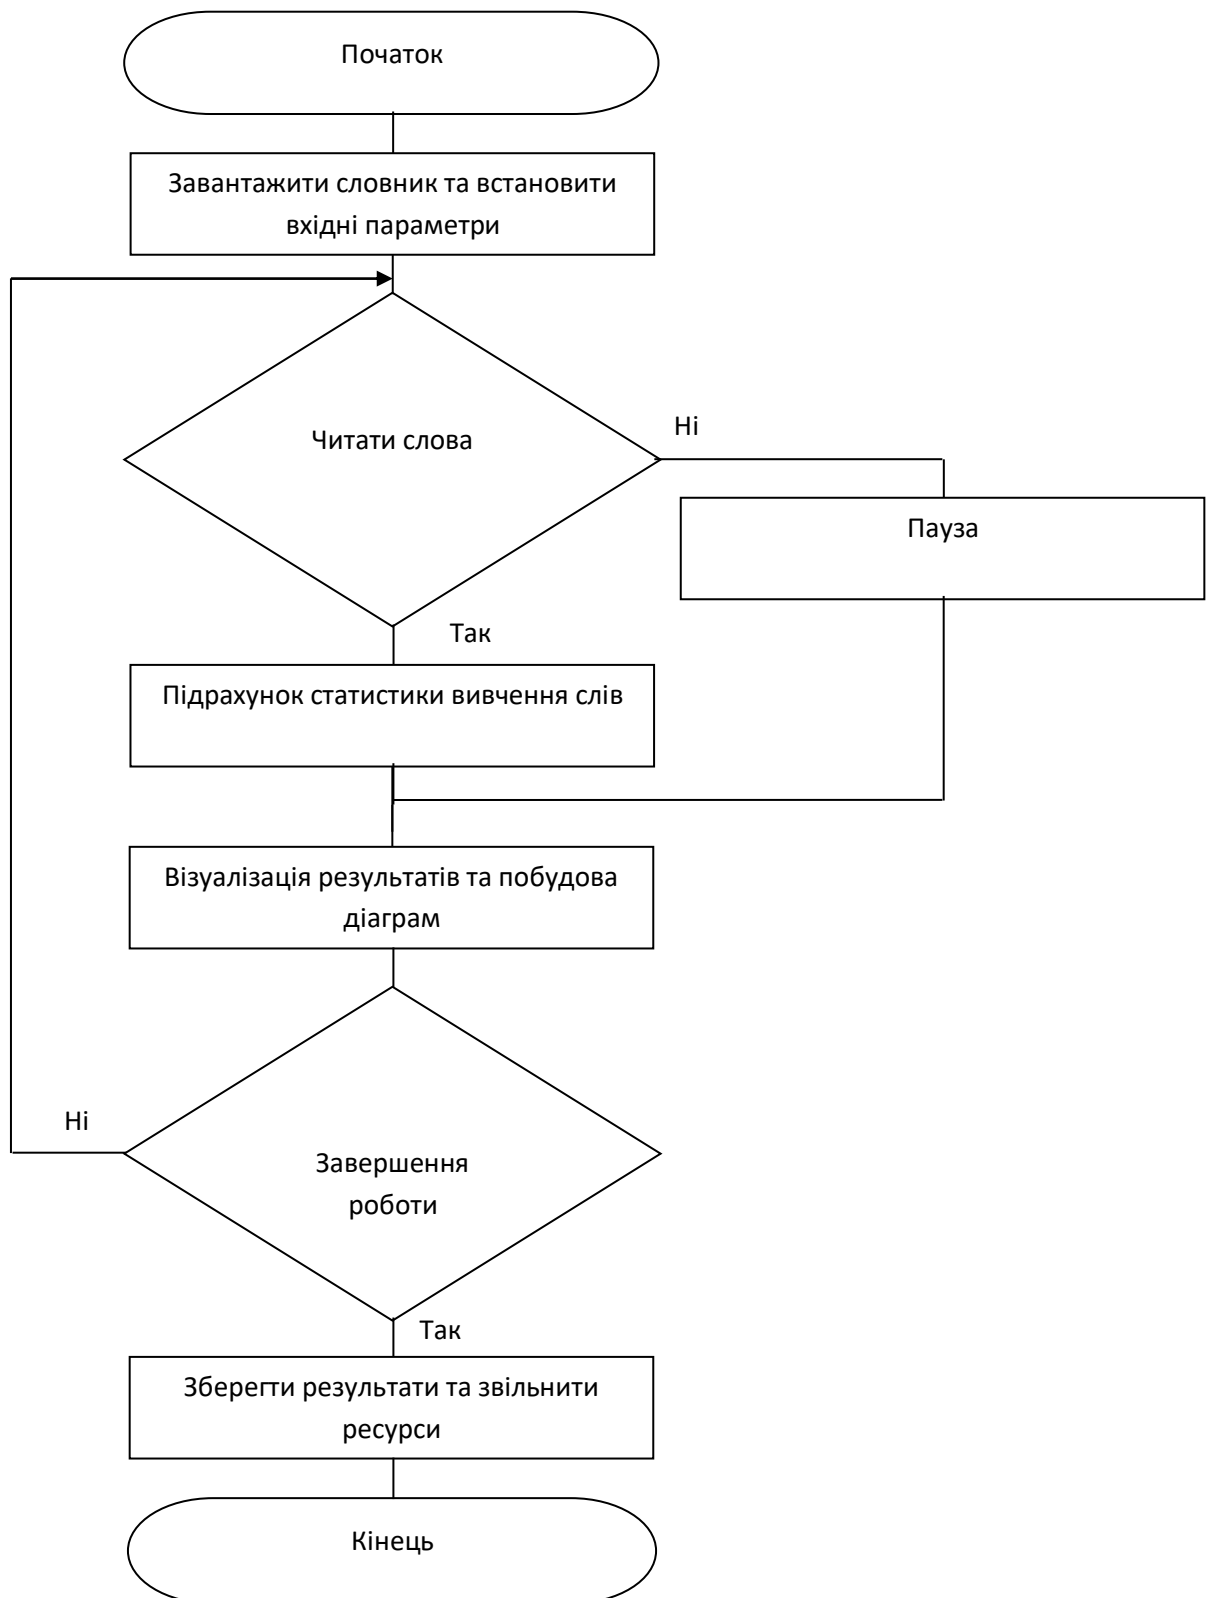 Початок
Завантажити словник та встановити
вхідні параметри
Читати слова
Ні
Пауза
Так
Підрахунок статистики вивчення слів
Візуалізація результатів та побудова
діаграм
Ні
Завершення
роботи
Так
Зберегти результати та звільнити
ресурси
Кінець